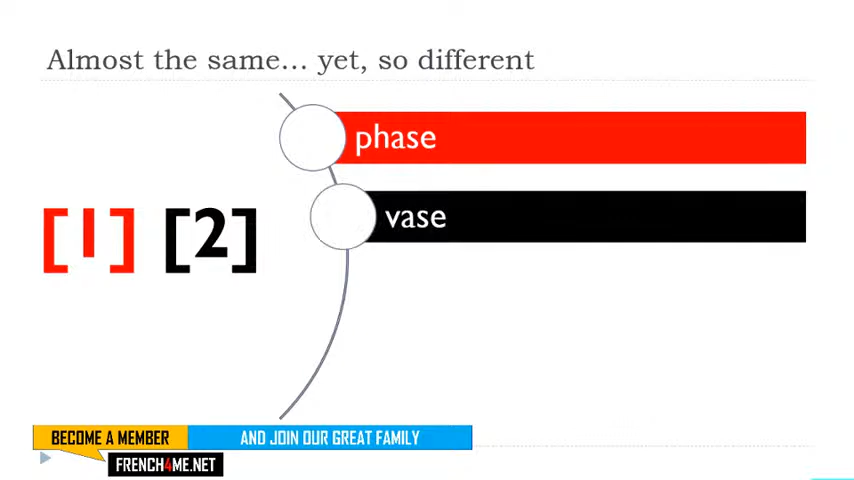 Almost the same... yet, so different
phase
vase
[1] [2]
BECOME A MEMBER AND JOIN OUR GREAT FAMILY
FRENCH4ME.NET